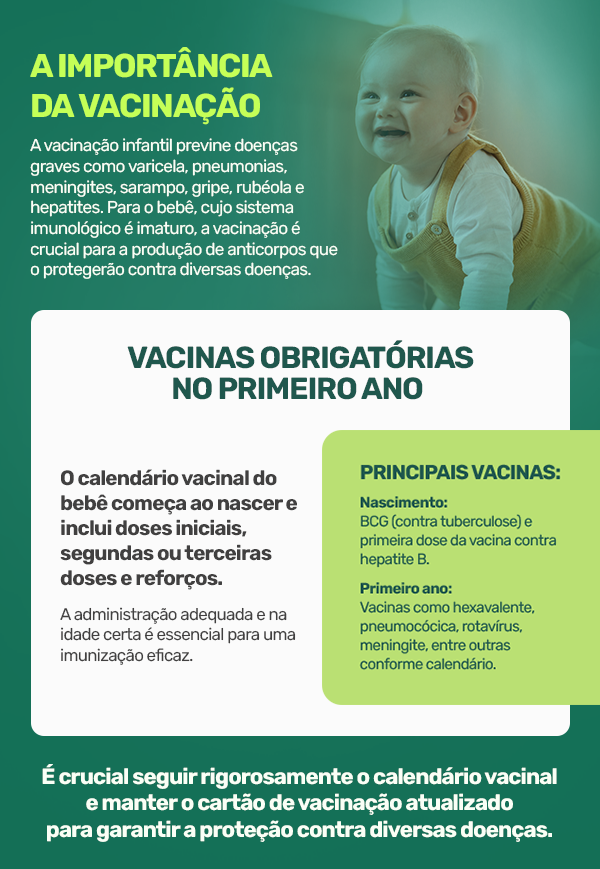 A IMPORTÂNCIA
DA VACINAÇÃO
A vacinação infantil previne doenças
graves como varicela, pneumonias,
meningites, sarampo, gripe, rubéola e
hepatites. Para o bebê, cujo sistema
imunológico é imaturo, a vacinação é
crucial para a produção de anticorpos que
o protegerão contra diversas doenças.
VACINAS OBRIGATÓRIAS
NO PRIMEIRO ANO
O calendário vacinal do
bebê começa ao nascer e
inclui doses iniciais,
segundas ou terceiras
doses e reforços.
A administração adequada e na
idade certa é essencial para uma
imunização eficaz.
PRINCIPAIS VACINAS:
Nascimento:
BCG (contra tuberculose) e
primeira dose da vacina contra
hepatite B.
Primeiro ano:
Vacinas como hexavalente,
pneumocócica, rotavírus,
meningite, entre outras
conforme calendário.
É crucial seguir rigorosamente o calendário vacinal
e manter o cartão de vacinação atualizado
para garantir a proteção contra diversas doenças.